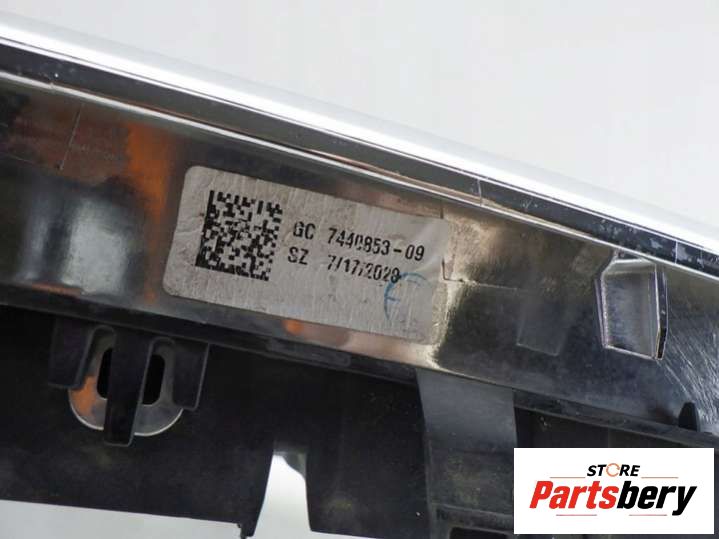 GC 7440853-09
SZ 7/17/2020
STORE
Partsbery